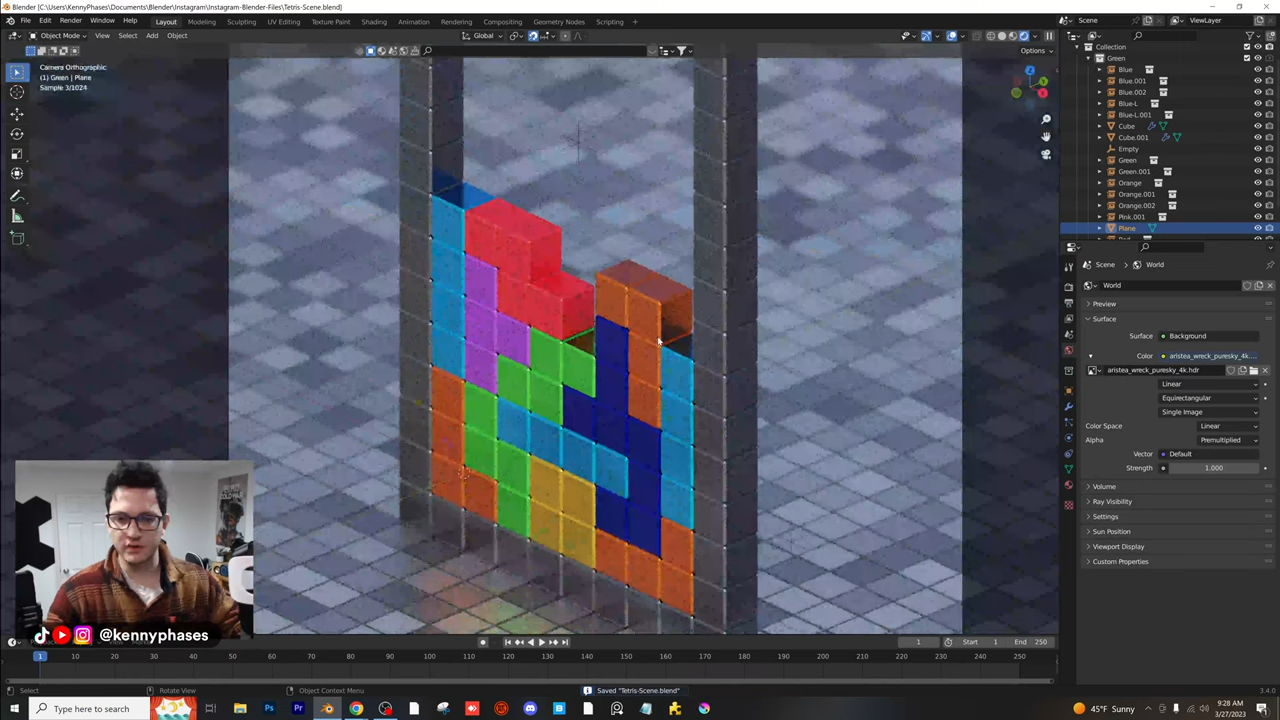 Blender [C:\Users\KennyPhases\Documents\Instagram\Instagram-Blender-Files\Tetris-Scene.blend]
File Edit Render Window Help Layout Modeling Sculpting UV Editing Texture Paint Shading Animation Rendering Compositing Geometry Nodes Scripting + Scene ViewLayer
Object Mode View Select Add Object Global
Options
Camera Orthographic
(1) Green | Plane
Sample 3/1024
Collection
Green
Blue
Blue.001
Blue.002
Blue-L
Blue-L.001
Cube
Cube.001
Empty
Green
Green.001
Orange
Orange.001
Orange.002
Pink.001
Plane
Scene > World
World
Preview
Surface
Surface Background
Color aristea_wreck_puresky_4k....
aristea_wreck_puresky_4k.hdr
Linear
Equirectangular
Single Image
Color Space Linear
Alpha Premultiplied
Vector Default
Strength 1.000
Volume
Ray Visibility
Settings
Sun Position
Viewport Display
Custom Properties
@kennyphases
1 Start 1 End 250
1 10 20 30 40 50 60 70 80 90 100 110 120 130 140 150 160 170 180 190 200 210 220 230 240 250
Select Rotate View Object Context Menu Saved "Tetris-Scene.blend" 3.4.0
Type here to search 45°F Sunny 9:28 AM
3/27/2023